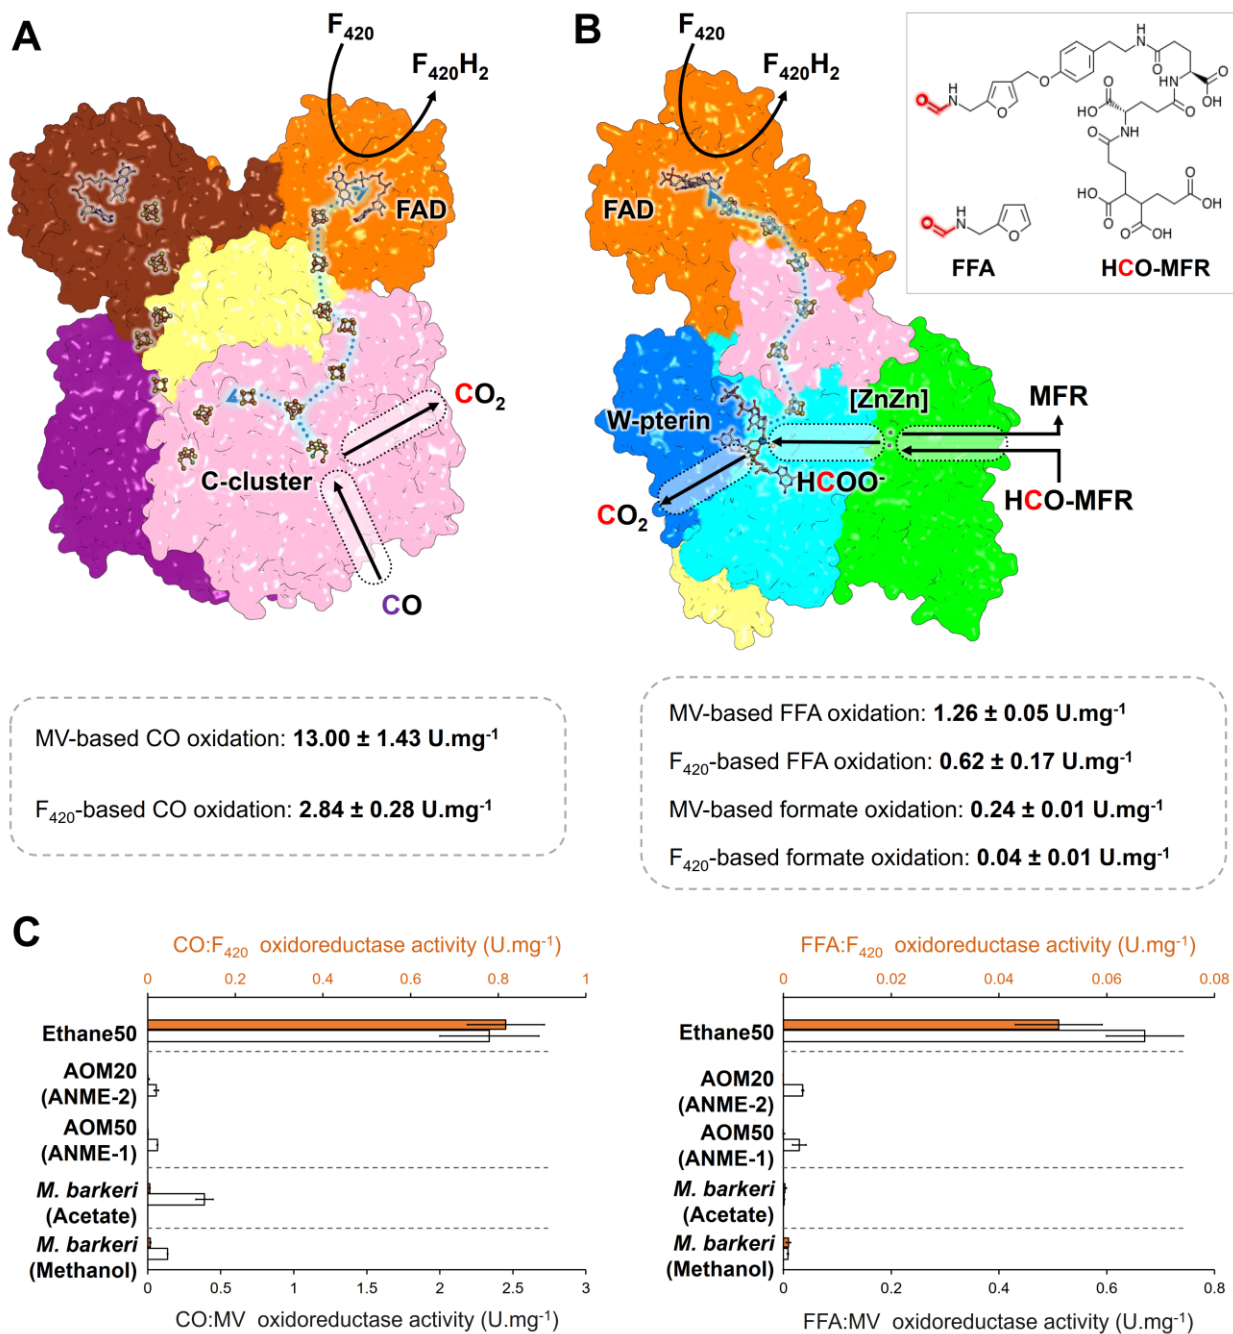 A
F420
F420H2
FAD
C-cluster
CO2
CO
B
F420
F420H2
FAD
W-pterin
[ZnZn]
MFR
HCOO-
HCO-MFR
CO2
O
H
N
O
O
H
N
O
O
OH
HN
O
O
HO
O
OH
NH
O
HO
O
O
OH
O
OH
O
H
N
O
FFA
HCO-MFR
MV-based CO oxidation: 13.00 ± 1.43 U.mg-1
F420-based CO oxidation: 2.84 ± 0.28 U.mg-1
MV-based FFA oxidation: 1.26 ± 0.05 U.mg-1
F420-based FFA oxidation: 0.62 ± 0.17 U.mg-1
MV-based formate oxidation: 0.24 ± 0.01 U.mg-1
F420-based formate oxidation: 0.04 ± 0.01 U.mg-1
C
CO:F420 oxidoreductase activity (U.mg-1)
0 0.2 0.4 0.6 0.8 1
Ethane50
AOM20
(ANME-2)
AOM50
(ANME-1)
M. barkeri
(Acetate)
M. barkeri
(Methanol)
0 0.5 1 1.5 2 2.5 3
CO:MV oxidoreductase activity (U.mg-1)
FFA:F420 oxidoreductase activity (U.mg-1)
0 0.02 0.04 0.06 0.08
Ethane50
AOM20
(ANME-2)
AOM50
(ANME-1)
M. barkeri
(Acetate)
M. barkeri
(Methanol)
0 0.2 0.4 0.6 0.8
FFA:MV oxidoreductase activity (U.mg-1)